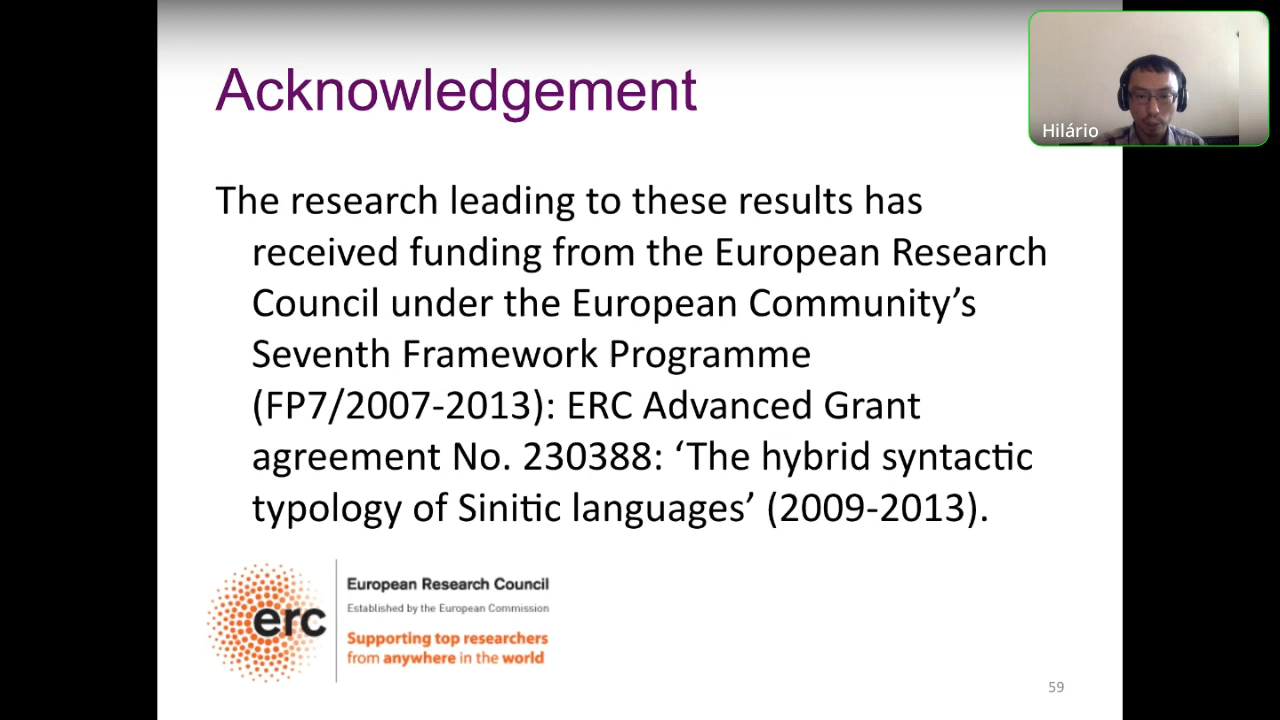 Acknowledgement
Hilário
The research leading to these results has
received funding from the European Research
Council under the European Community’s
Seventh Framework Programme
(FP7/2007-2013): ERC Advanced Grant
agreement No. 230388: ‘The hybrid syntactic
typology of Sinitic languages’ (2009-2013).
erc
European Research Council
Established by the European Commission
Supporting top researchers
from anywhere in the world
59